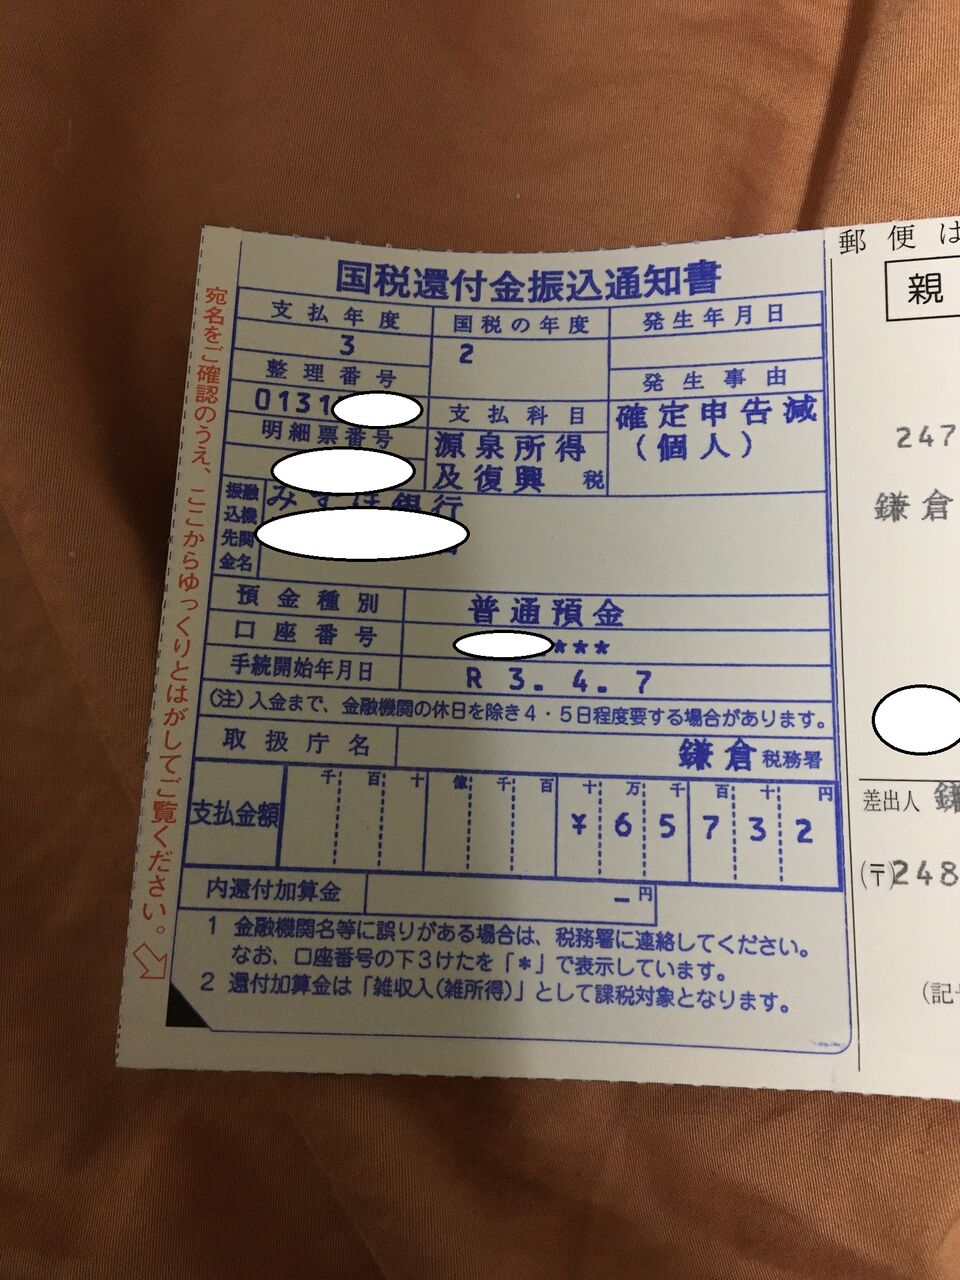 国税還付金振込通知書
支払年度
3
国税の年度
2
発生年月日
整理番号
0131
発生事由
確定申告減
(個人)
明細票番号
支払科目
源泉所得
及復興 税
振込先金融機関名
みずほ銀行
預金種別 普通預金
口座番号 ***
手続開始年月日 R 3. 4. 7
(注)入金まで、金融機関の休日を除き4・5日程度要する場合があります。
取扱庁名 鎌倉 税務署
支払金額
千 百 十 億 千 百 十 万 千 百 十 円
¥65732
内還付加算金 – 円
1 金融機関名等に誤りがある場合は、税務署に連絡してください。
なお、口座番号の下3けたを「*」で表示しています。
2 還付加算金は「雑収入(雑所得)」として課税対象となります。
宛名をご確認のうえ、ここからゆっくりとはがしてご覧ください。
郵便は
親
247
鎌倉
差出人 鎌
(〒)248
(記